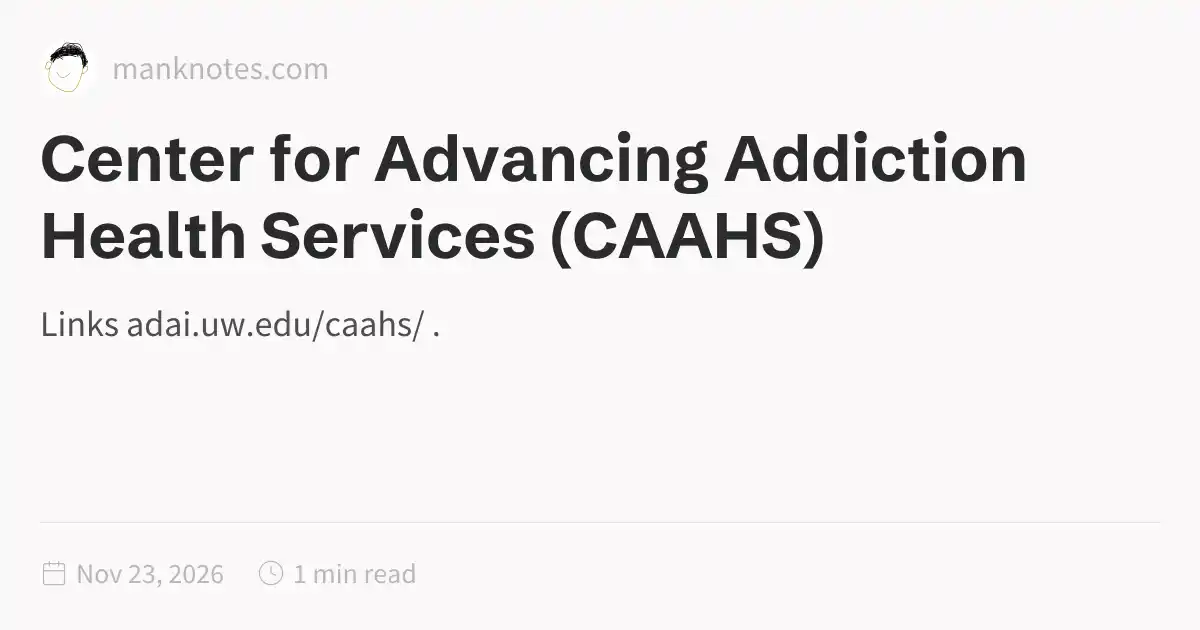 manknotes.com
Center for Advancing Addiction
Health Services (CAAHS)
Links adai.uw.edu/caahs/ .
Nov 23, 2026 1 min read